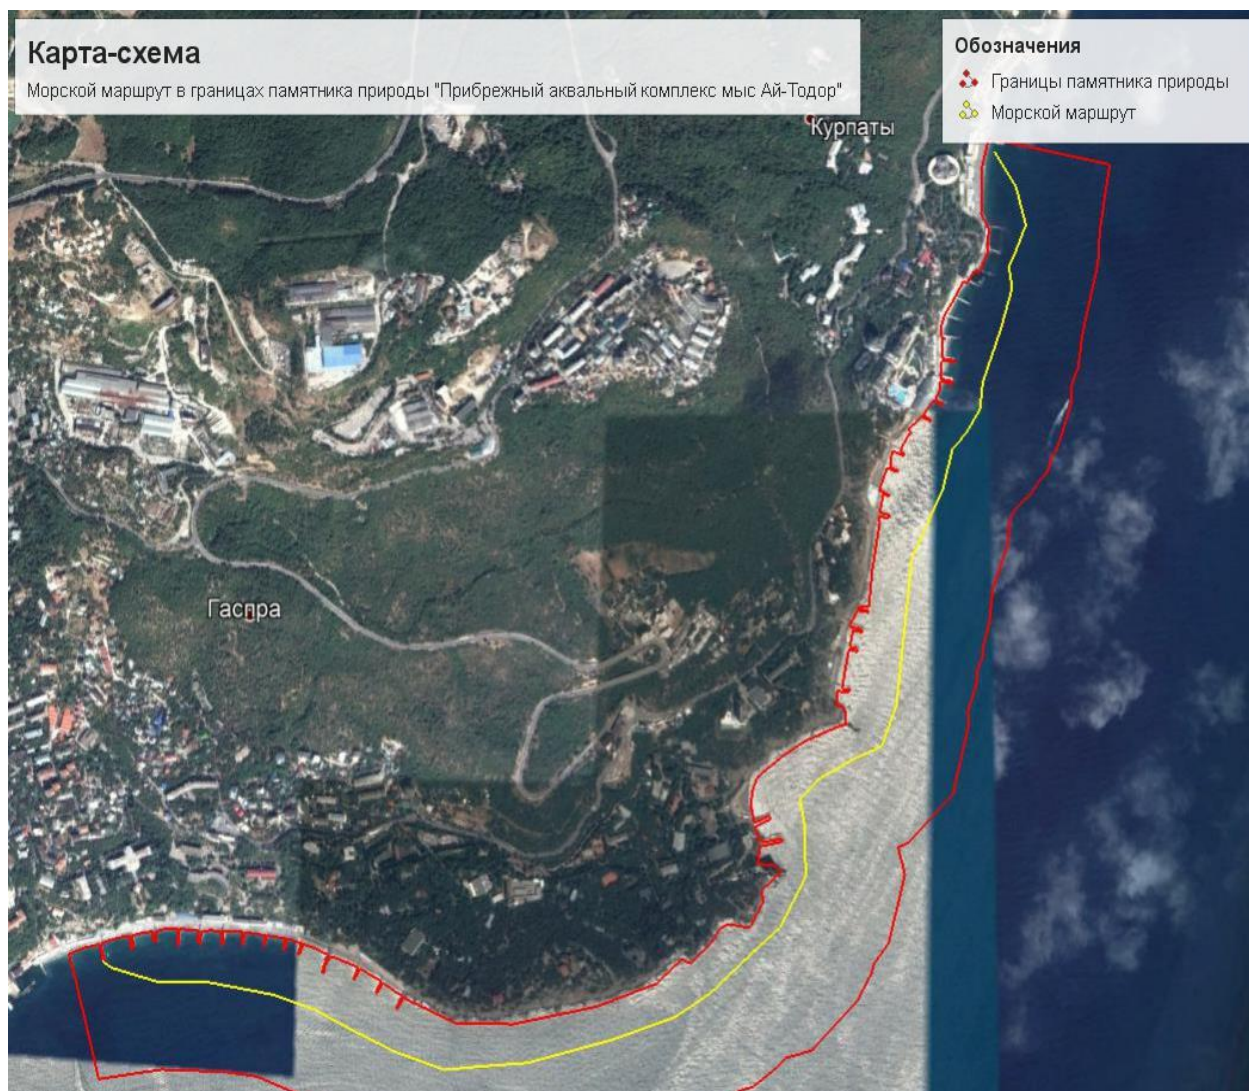 Карта-схема
Морской маршрут в границах памятника природы "Прибрежный аквальный комплекс мыс Ай-Тодор"
Обозначения
Границы памятника природы
Морской маршрут
Курпаты
Гаспра